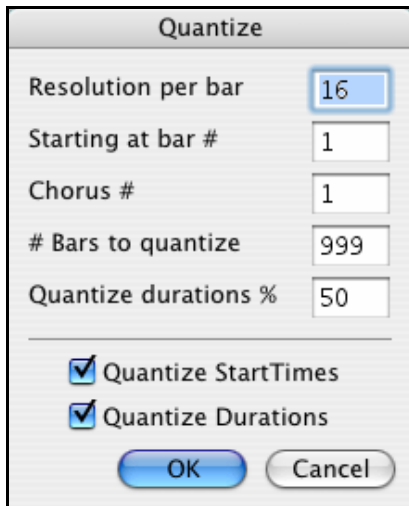 Quantize
Resolution per bar 16
Starting at bar # 1
Chorus # 1
# Bars to quantize 999
Quantize durations % 50
Quantize StartTimes
Quantize Durations
OK Cancel